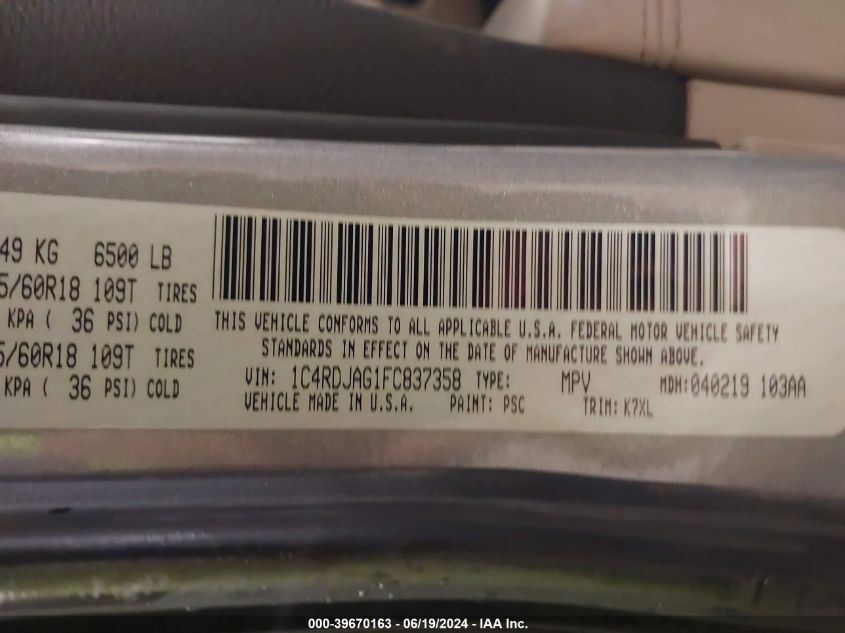 49 KG 6500 LB
5/60R18 109T TIRES
KPA ( 36 PSI) COLD
5/60R18 109T TIRES
KPA ( 36 PSI) COLD
THIS VEHICLE CONFORMS TO ALL APPLICABLE U.S.A. FEDERAL MOTOR VEHICLE SAFETY
STANDARDS IN EFFECT ON THE DATE OF MANUFACTURE SHOWN ABOVE.
VIN: 1C4RDJAG1FC837358 TYPE: MPV MDH:040219 103AA
VEHICLE MADE IN U.S.A. PAINT: PSC TRIM: K7XL
000-39670163 - 06/19/2024 - IAA Inc.